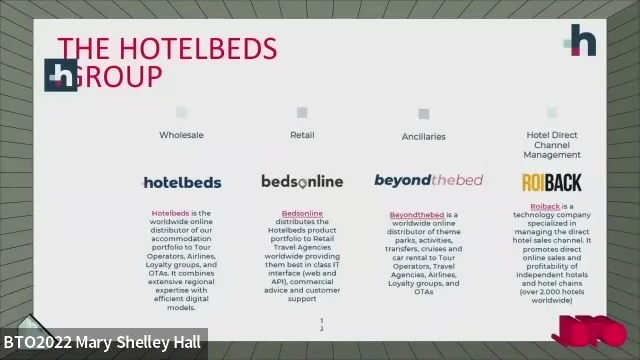 THE HOTELBEDS
GROUP
Wholesale
hotelbeds
Hotelbeds is the
worldwide online
distributor of our
accommodation
portfolio to Tour
Operators, Airlines,
Loyalty groups, and
OTAs. It combines
extensive regional
expertise with
efficient digital
models.
Retail
bedsonline
Bedsonline
distributes the
Hotelbeds product
portfolio to Retail
Travel Agencies
worldwide providing
them best in class IT
interface (web and
API), commercial
advice and customer
support
Ancillaries
beyondthebed
Beyondthebed is a
worldwide online
distributor of theme
parks, activities,
transfers, cruises and
car rental to Tour
Operators, Travel
Agencies, Airlines,
Loyalty groups, and
OTAs
Hotel Direct
Channel
Management
ROIBACK
Roiback is a
technology company
specialized in
managing the direct
hotel sales channel. It
promotes direct
online sales and
profitability of
independent hotels
and hotel chains
(over 2.000 hotels
worldwide)
1
2
h
h
BTO
BTO2022 Mary Shelley Hall